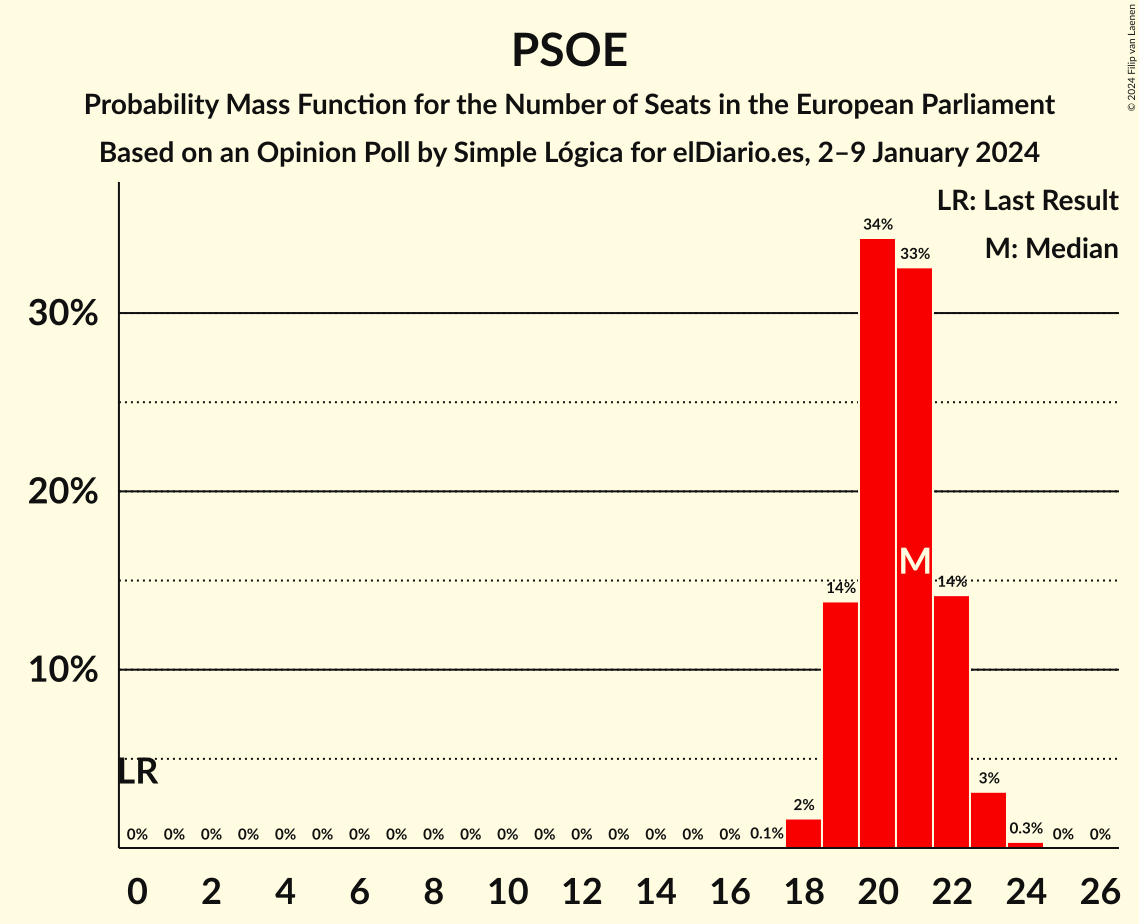 PSOE
Probability Mass Function for the Number of Seats in the European Parliament
Based on an Opinion Poll by Simple Lógica for elDiario.es, 2–9 January 2024
© 2024 Filip van Laenen
LR: Last Result
M: Median
34%
33%
30%
20%
M
14%
14%
10%
LR
3%
2%
0% 0% 0% 0% 0% 0% 0% 0% 0% 0% 0% 0% 0% 0% 0% 0% 0% 0.1% 0.3% 0% 0%
0 2 4 6 8 10 12 14 16 18 20 22 24 26